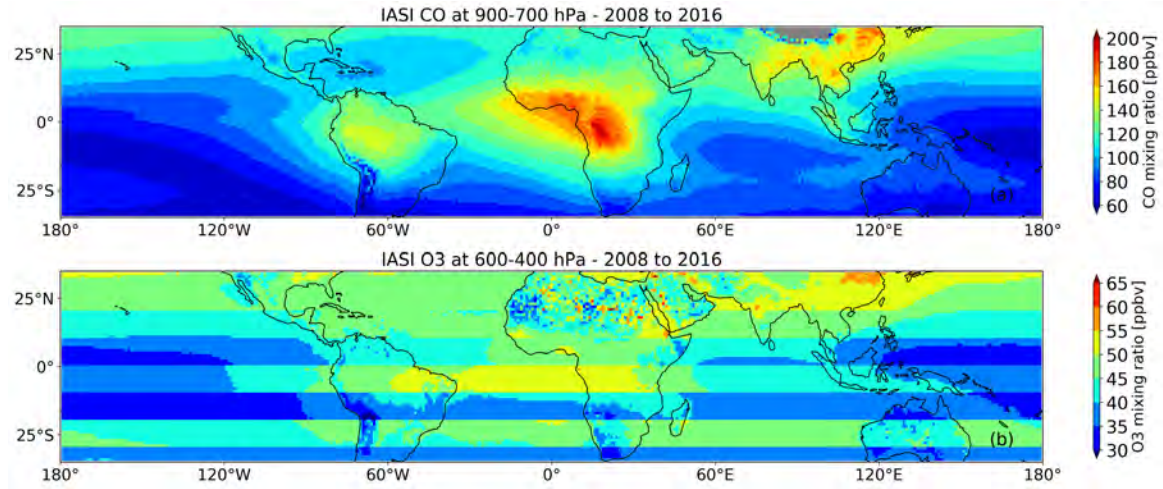 IASI CO at 900-700 hPa - 2008 to 2016
25°N
0°
25°S
180°
120°W
60°W
0°
60°E
120°E
180°
(a)
200
180
160
140
120
100
80
60
CO mixing ratio [ppbv]
IASI O3 at 600-400 hPa - 2008 to 2016
25°N
0°
25°S
180°
120°W
60°W
0°
60°E
120°E
180°
(b)
65
60
55
50
45
40
35
30
O3 mixing ratio [ppbv]